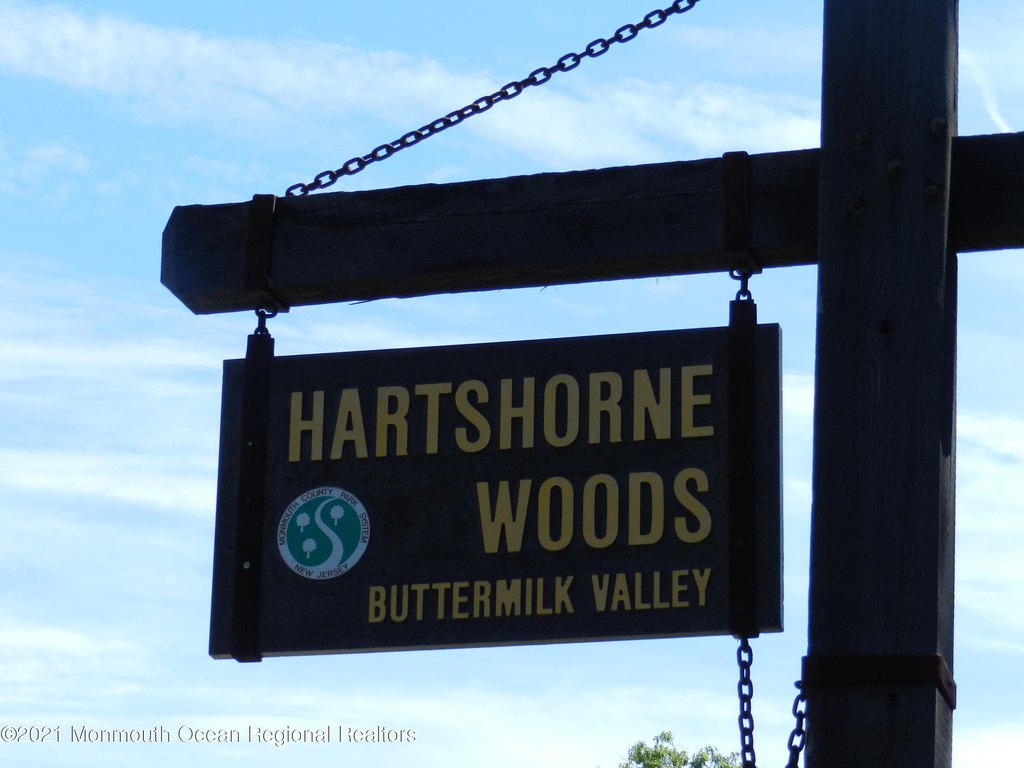 HARTSHORNE
WOODS
MONMOUTH COUNTY PARK SYSTEM
NEW JERSEY
BUTTERMILK VALLEY
©2021 Monmouth Ocean Regional Realtors